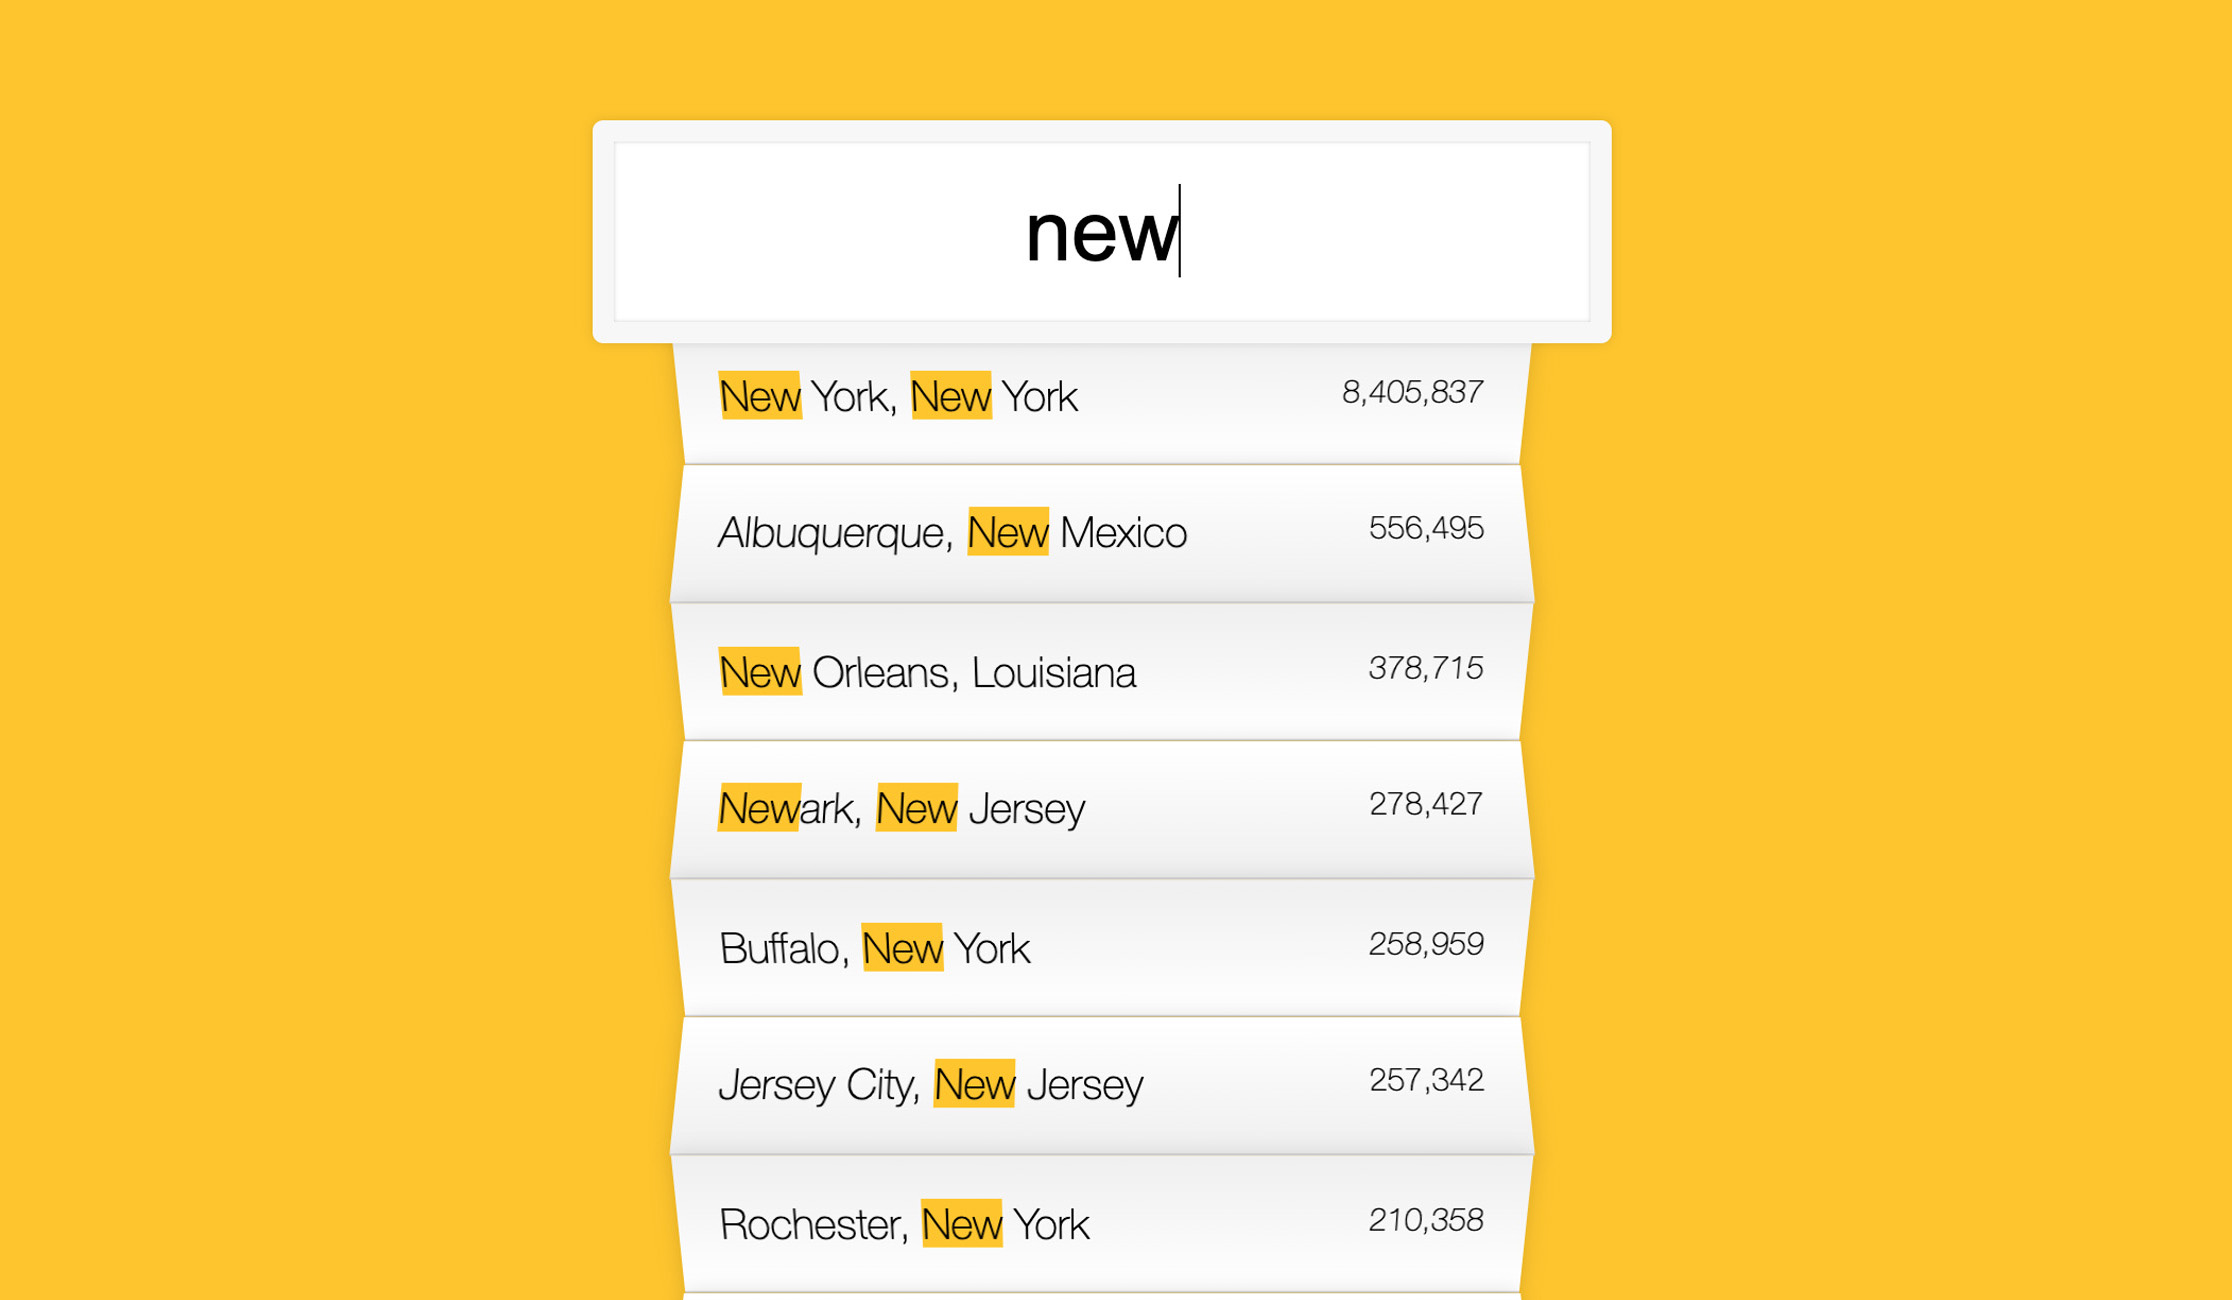 new
New York, New York 8,405,837
Albuquerque, New Mexico 556,495
New Orleans, Louisiana 378,715
Newark, New Jersey 278,427
Buffalo, New York 258,959
Jersey City, New Jersey 257,342
Rochester, New York 210,358